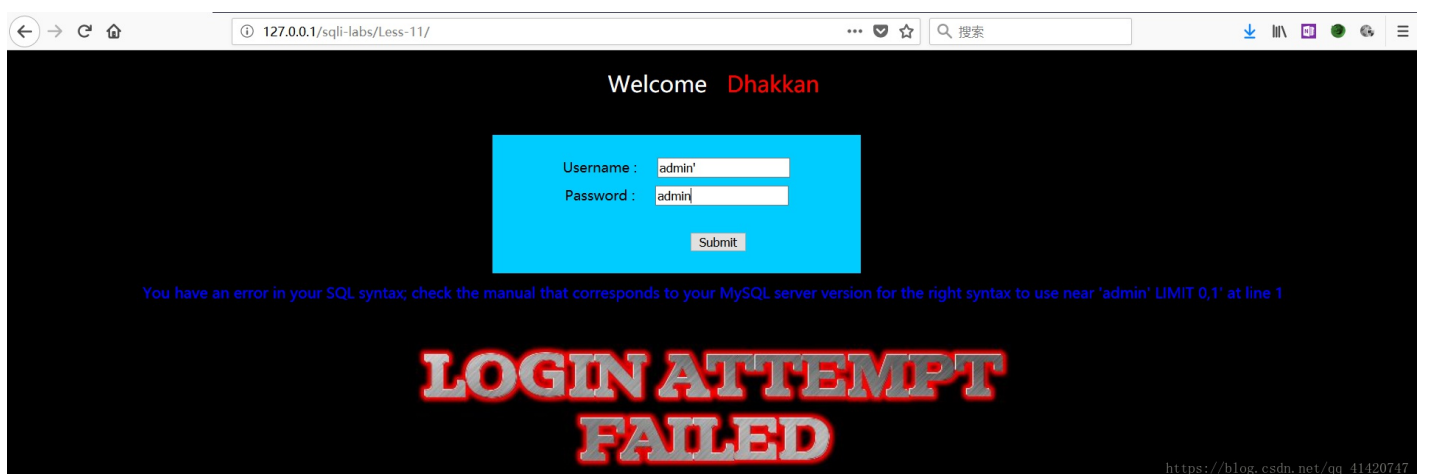 127.0.0.1/sqli-labs/Less-11/
搜索
Welcome Dhakkan
Username : admin'
Password : admin
Submit
You have an error in your SQL syntax; check the manual that corresponds to your MySQL server version for the right syntax to use near 'admin' LIMIT 0,1' at line 1
LOGIN ATTEMPT
FAILED
https://blog.csdn.net/qq_41420747